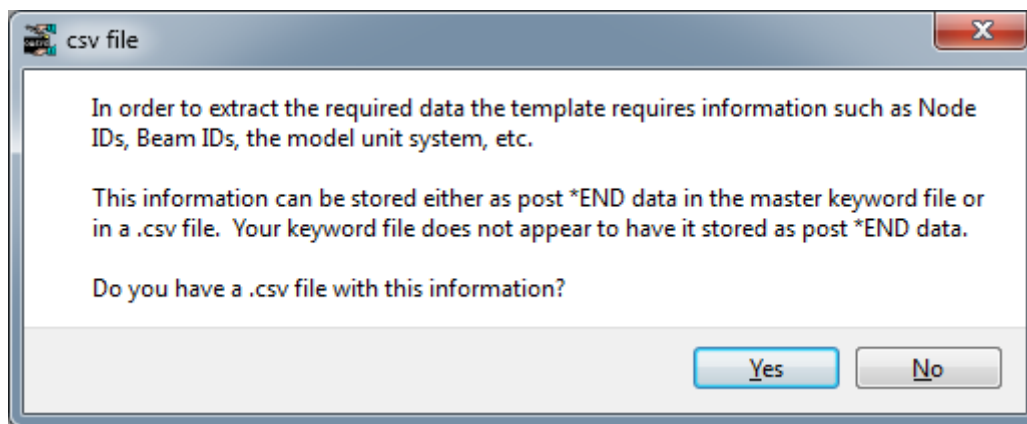 csv file
In order to extract the required data the template requires information such as Node
IDs, Beam IDs, the model unit system, etc.
This information can be stored either as post *END data in the master keyword file or
in a .csv file.  Your keyword file does not appear to have it stored as post *END data.
Do you have a .csv file with this information?
Yes No